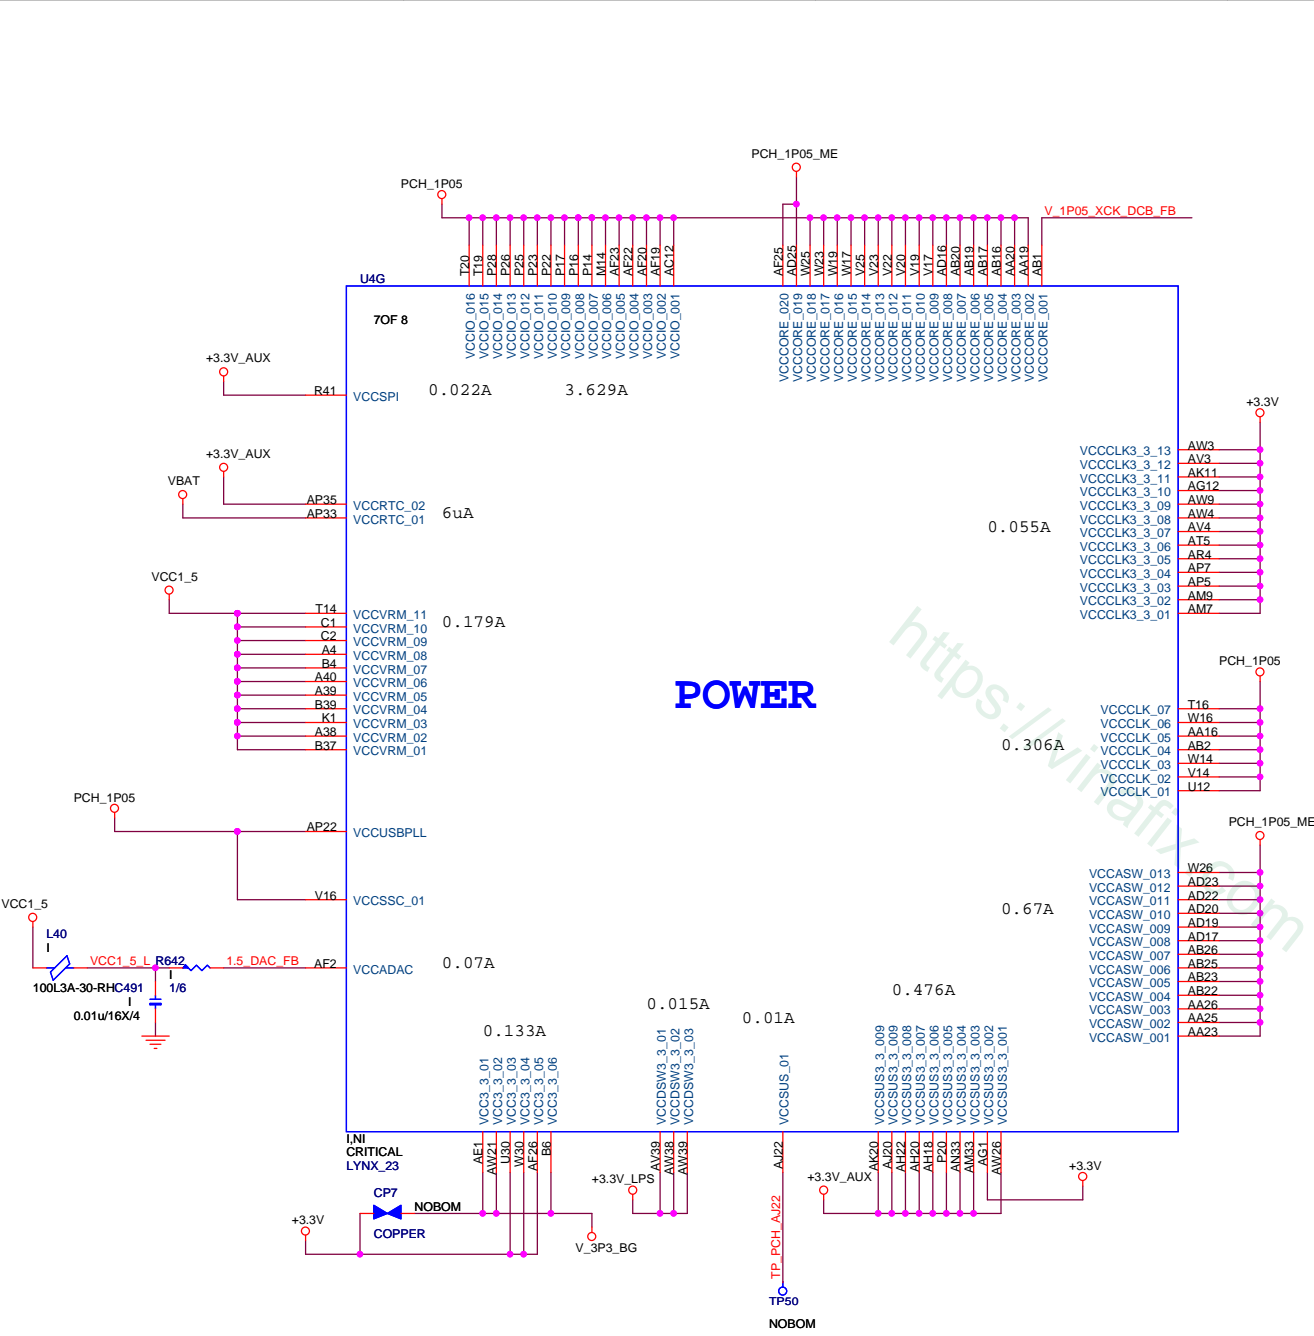 PCH_1P05_ME
PCH_1P05
V_1P05_XCK_DCB_FB
T20
T19
P28
P26
P25
P23
P22
P17
P16
P14
M14
AF23
AF22
AF20
AF19
AC12
AF25
AD25
W25
W23
W19
W17
V25
V23
V22
V20
V19
V17
AD16
AB20
AB19
AB17
AB16
AA20
AA19
AB1
U4G
7OF 8
VCCIO_016
VCCIO_015
VCCIO_014
VCCIO_013
VCCIO_012
VCCIO_011
VCCIO_010
VCCIO_009
VCCIO_008
VCCIO_007
VCCIO_006
VCCIO_005
VCCIO_004
VCCIO_003
VCCIO_002
VCCIO_001
VCCCORE_020
VCCCORE_019
VCCCORE_018
VCCCORE_017
VCCCORE_016
VCCCORE_015
VCCCORE_014
VCCCORE_013
VCCCORE_012
VCCCORE_011
VCCCORE_010
VCCCORE_009
VCCCORE_008
VCCCORE_007
VCCCORE_006
VCCCORE_005
VCCCORE_004
VCCCORE_003
VCCCORE_002
VCCCORE_001
+3.3V_AUX
R41 VCCSPI 0.022A 3.629A
+3.3V_AUX
VBAT
AP35 VCCRTC_02
AP33 VCCRTC_01
6uA
VCC1_5
T14 VCCVRM_11
C1 VCCVRM_10
C2 VCCVRM_09
A4 VCCVRM_08
B4 VCCVRM_07
A40 VCCVRM_06
A39 VCCVRM_05
B39 VCCVRM_04
K1 VCCVRM_03
A38 VCCVRM_02
B37 VCCVRM_01
0.179A
POWER
PCH_1P05
AP22 VCCUSBPLL
V16 VCCSSC_01
VCC1_5
L40
I
VCC1_5_L
R642
I
1/6
1.5_DAC_FB
AF2 VCCADAC
0.07A
100L3A-30-RH
C491
I
0.01u/16X/4
+3.3V
VCCCLK3_3_13 AW3
VCCCLK3_3_12 AV3
VCCCLK3_3_11 AK11
VCCCLK3_3_10 AG12
VCCCLK3_3_09 AW9
VCCCLK3_3_08 AW4
VCCCLK3_3_07 AV4
VCCCLK3_3_06 AT5
VCCCLK3_3_05 AR4
VCCCLK3_3_04 AP7
VCCCLK3_3_03 AP5
VCCCLK3_3_02 AM9
VCCCLK3_3_01 AM7
0.055A
https://vinafix.com
PCH_1P05
VCCCLK_07 T16
VCCCLK_06 W16
VCCCLK_05 AA16
VCCCLK_04 AB2
VCCCLK_03 W14
VCCCLK_02 V14
VCCCLK_01 U12
0.306A
PCH_1P05_ME
VCCASW_013 W26
VCCASW_012 AD23
VCCASW_011 AD22
VCCASW_010 AD20
VCCASW_009 AD19
VCCASW_008 AD17
VCCASW_007 AB26
VCCASW_006 AB25
VCCASW_005 AB23
VCCASW_004 AB22
VCCASW_003 AA26
VCCASW_002 AA25
VCCASW_001 AA23
0.67A
0.133A
0.015A
0.01A
0.476A
VCC3_3_01
VCC3_3_02
VCC3_3_03
VCC3_3_04
VCC3_3_05
VCC3_3_06
VCCDSW3_3_01
VCCDSW3_3_02
VCCDSW3_3_03
VCCSUS_01
VCCSUS3_3_009
VCCSUS3_3_008
VCCSUS3_3_007
VCCSUS3_3_006
VCCSUS3_3_005
VCCSUS3_3_004
VCCSUS3_3_003
VCCSUS3_3_002
VCCSUS3_3_001
I,NI
CRITICAL
LYNX_23
AE1
AW21
U30
W30
AF26
B6
AV39
AW38
AW39
AJ22
AK20
AJ20
AH22
AH20
AH18
P20
AN33
AM33
AG1
AW26
CP7
NOBOM
COPPER
+3.3V
V_3P3_BG
+3.3V_LPS
TP_PCH_AJ22
TP50
NOBOM
+3.3V_AUX
+3.3V